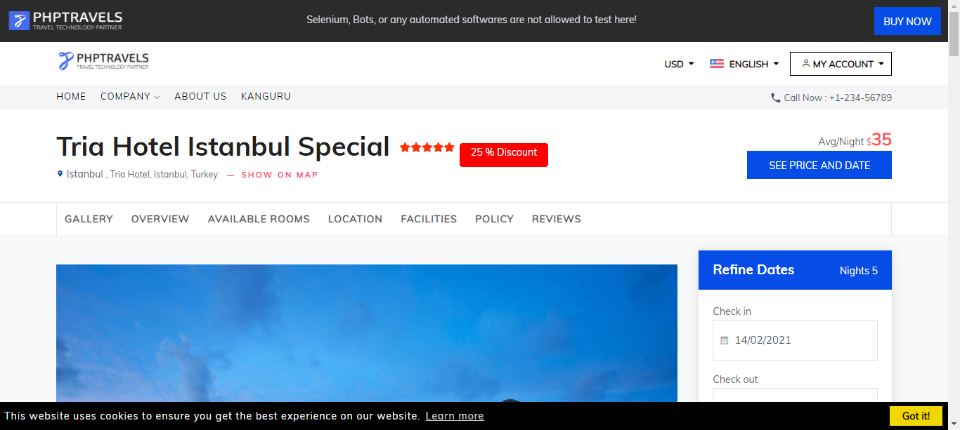 PHPTRAVELS
TRAVEL TECHNOLOGY PARTNER
Selenium, Bots, or any automated softwares are not allowed to test here!
BUY NOW
PHPTRAVELS
TRAVEL TECHNOLOGY PARTNER
USD
ENGLISH
MY ACCOUNT
HOME COMPANY ABOUT US KANGURU
Call Now : +1-234-56789
Tria Hotel Istanbul Special
25 % Discount
Istanbul , Tria Hotel, Istanbul, Turkey — SHOW ON MAP
Avg/Night $35
SEE PRICE AND DATE
GALLERY OVERVIEW AVAILABLE ROOMS LOCATION FACILITIES POLICY REVIEWS
Refine Dates Nights 5
Check in
14/02/2021
Check out
This website uses cookies to ensure you get the best experience on our website. Learn more
Got it!